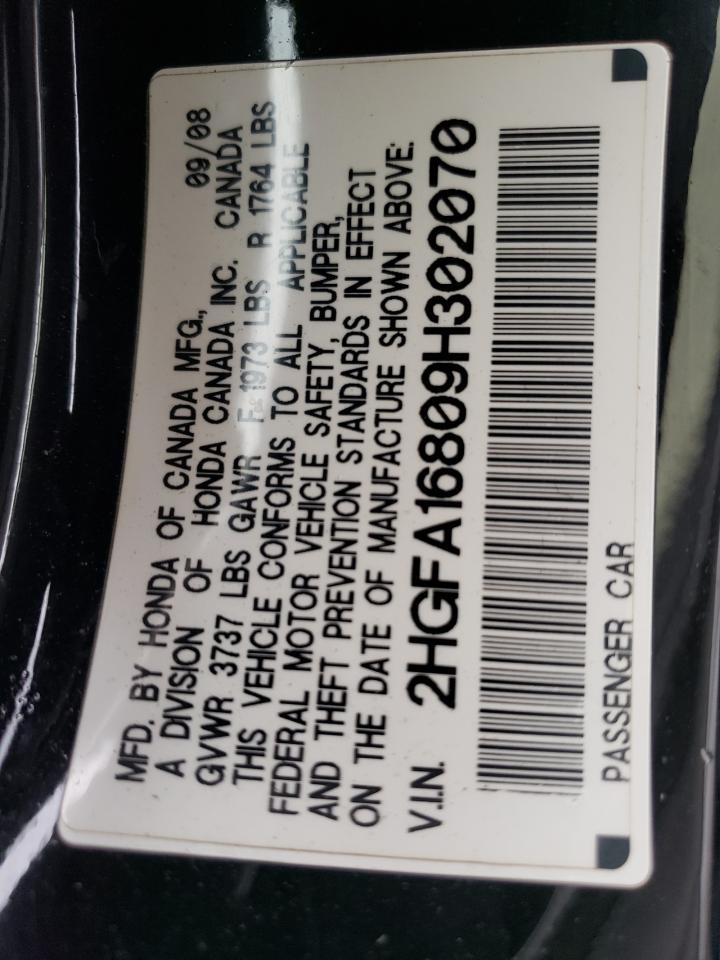 MFD. BY HONDA OF CANADA MFG., 09/08
A DIVISION OF HONDA CANADA INC. CANADA
GVWR 3737 LBS GAWR F 1973 LBS R 1764 LBS
THIS VEHICLE CONFORMS TO ALL APPLICABLE
FEDERAL MOTOR VEHICLE SAFETY, BUMPER,
AND THEFT PREVENTION STANDARDS IN EFFECT
ON THE DATE OF MANUFACTURE SHOWN ABOVE.
V.I.N. 2HGFA16809H302070
PASSENGER CAR